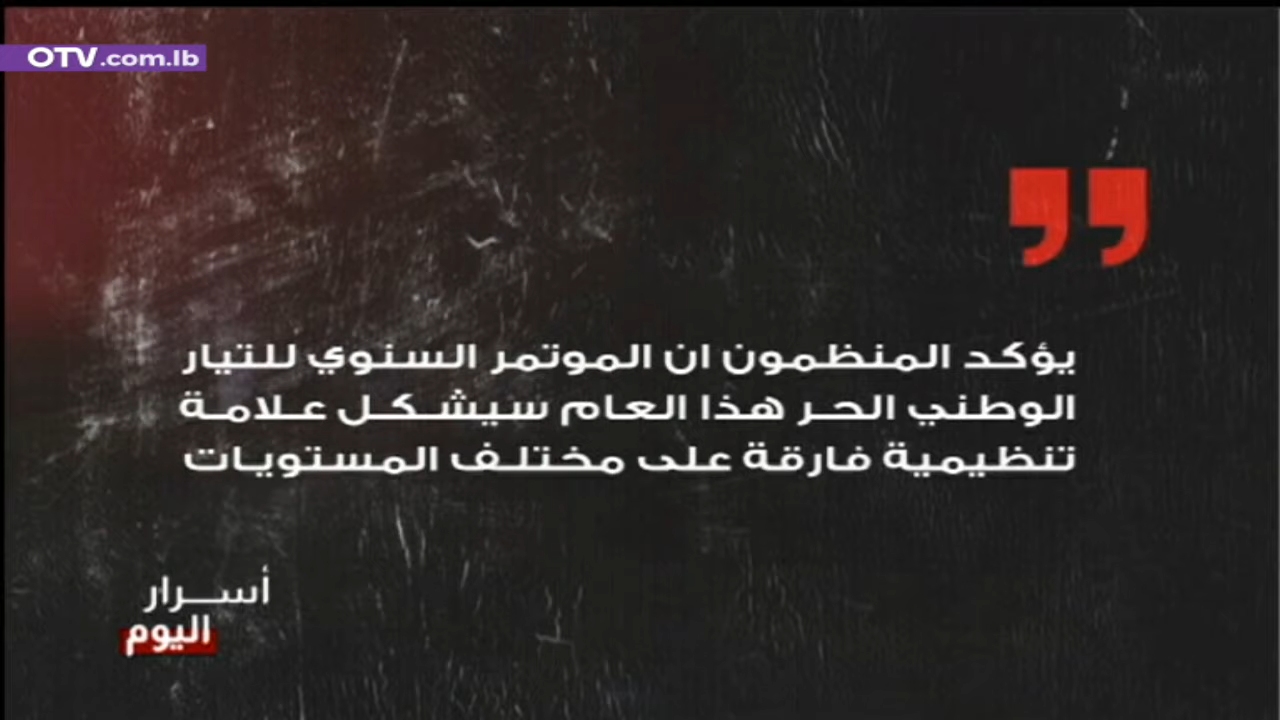 OTV.com.lb
يؤكد المنظمون ان الموتمر السنوي للتيار
الوطني الحر هذا العام سيشكل علامة
تنظيمية فارقة على مختلف المستويات
أسرار
اليوم